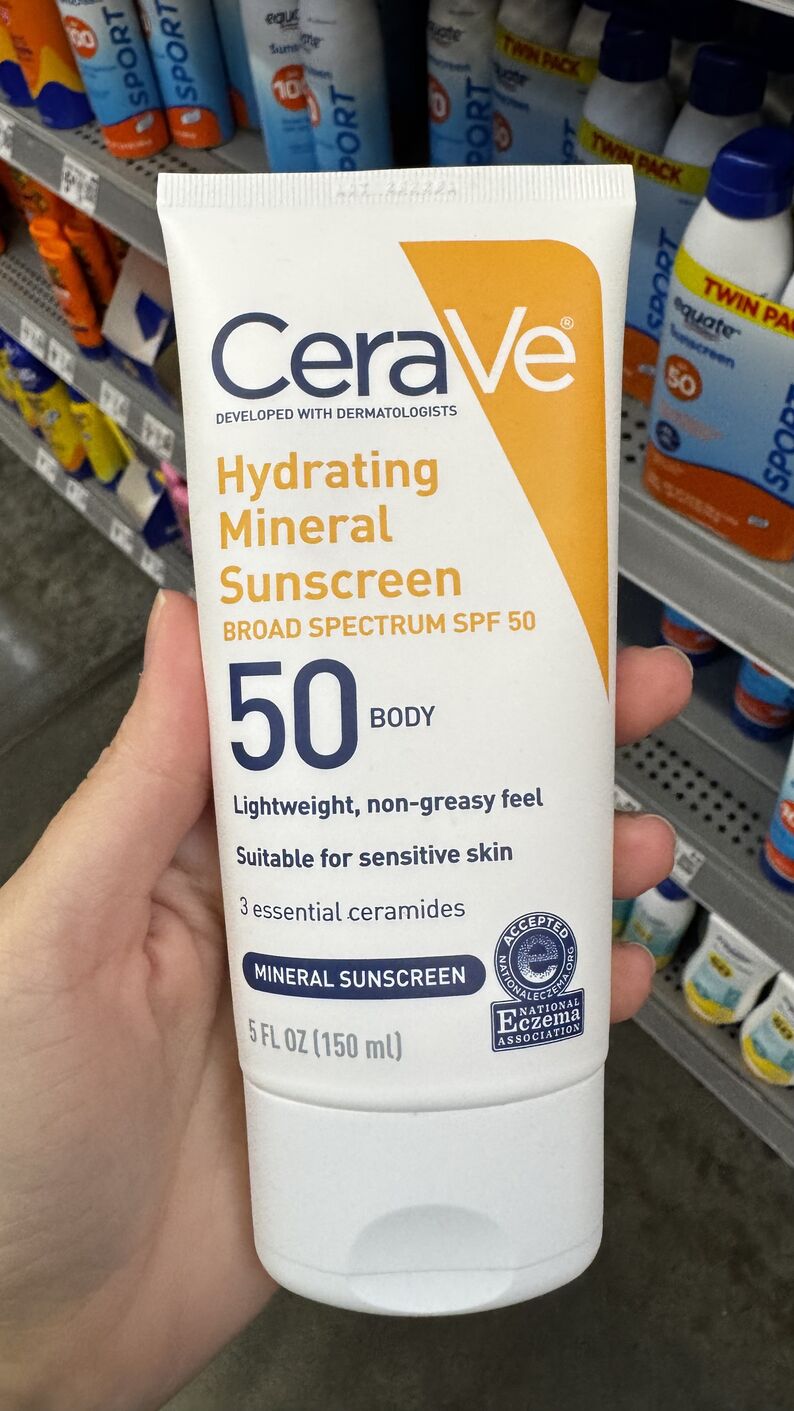 CeraVe®
DEVELOPED WITH DERMATOLOGISTS
Hydrating
Mineral
Sunscreen
BROAD SPECTRUM SPF 50
50 BODY
Lightweight, non-greasy feel
Suitable for sensitive skin
3 essential ceramides
MINERAL SUNSCREEN
5 FL OZ (150 ml)
ACCEPTED
NATIONALECZEMA.ORG
NATIONAL
Eczema
ASSOCIATION
SPORT
SPORT
SPORT
TWIN PACK
TWIN PACK
equate
Sunscreen
50
SPORT